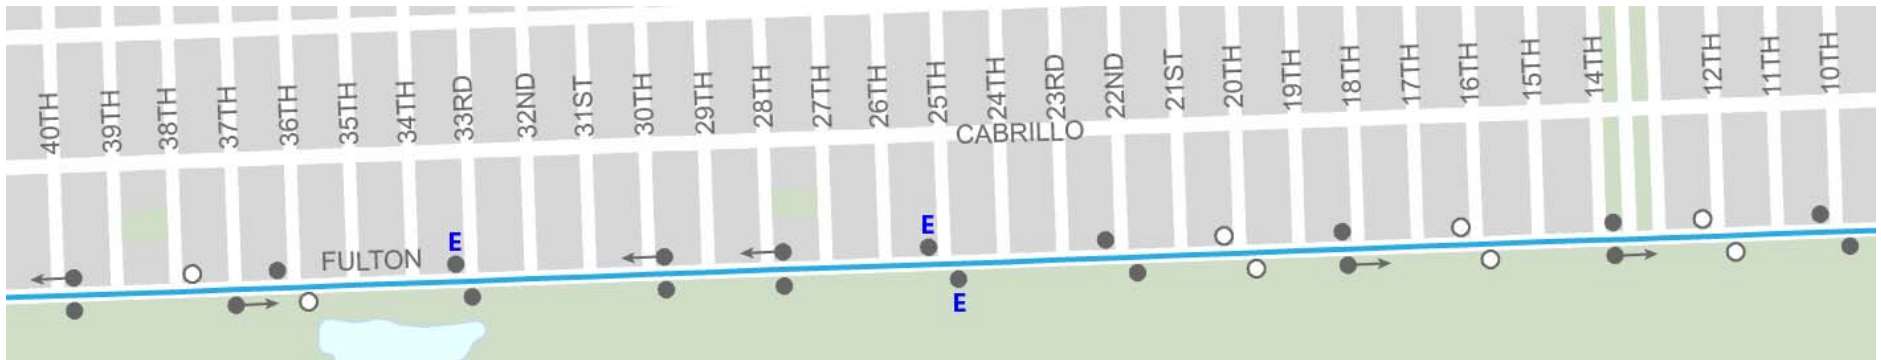 40TH
39TH
38TH
37TH
36TH
35TH
34TH
33RD
32ND
31ST
30TH
29TH
28TH
27TH
26TH
25TH
24TH
23RD
22ND
21ST
20TH
19TH
18TH
17TH
16TH
15TH
14TH
12TH
11TH
10TH
CABRILLO
E
E
FULTON
E